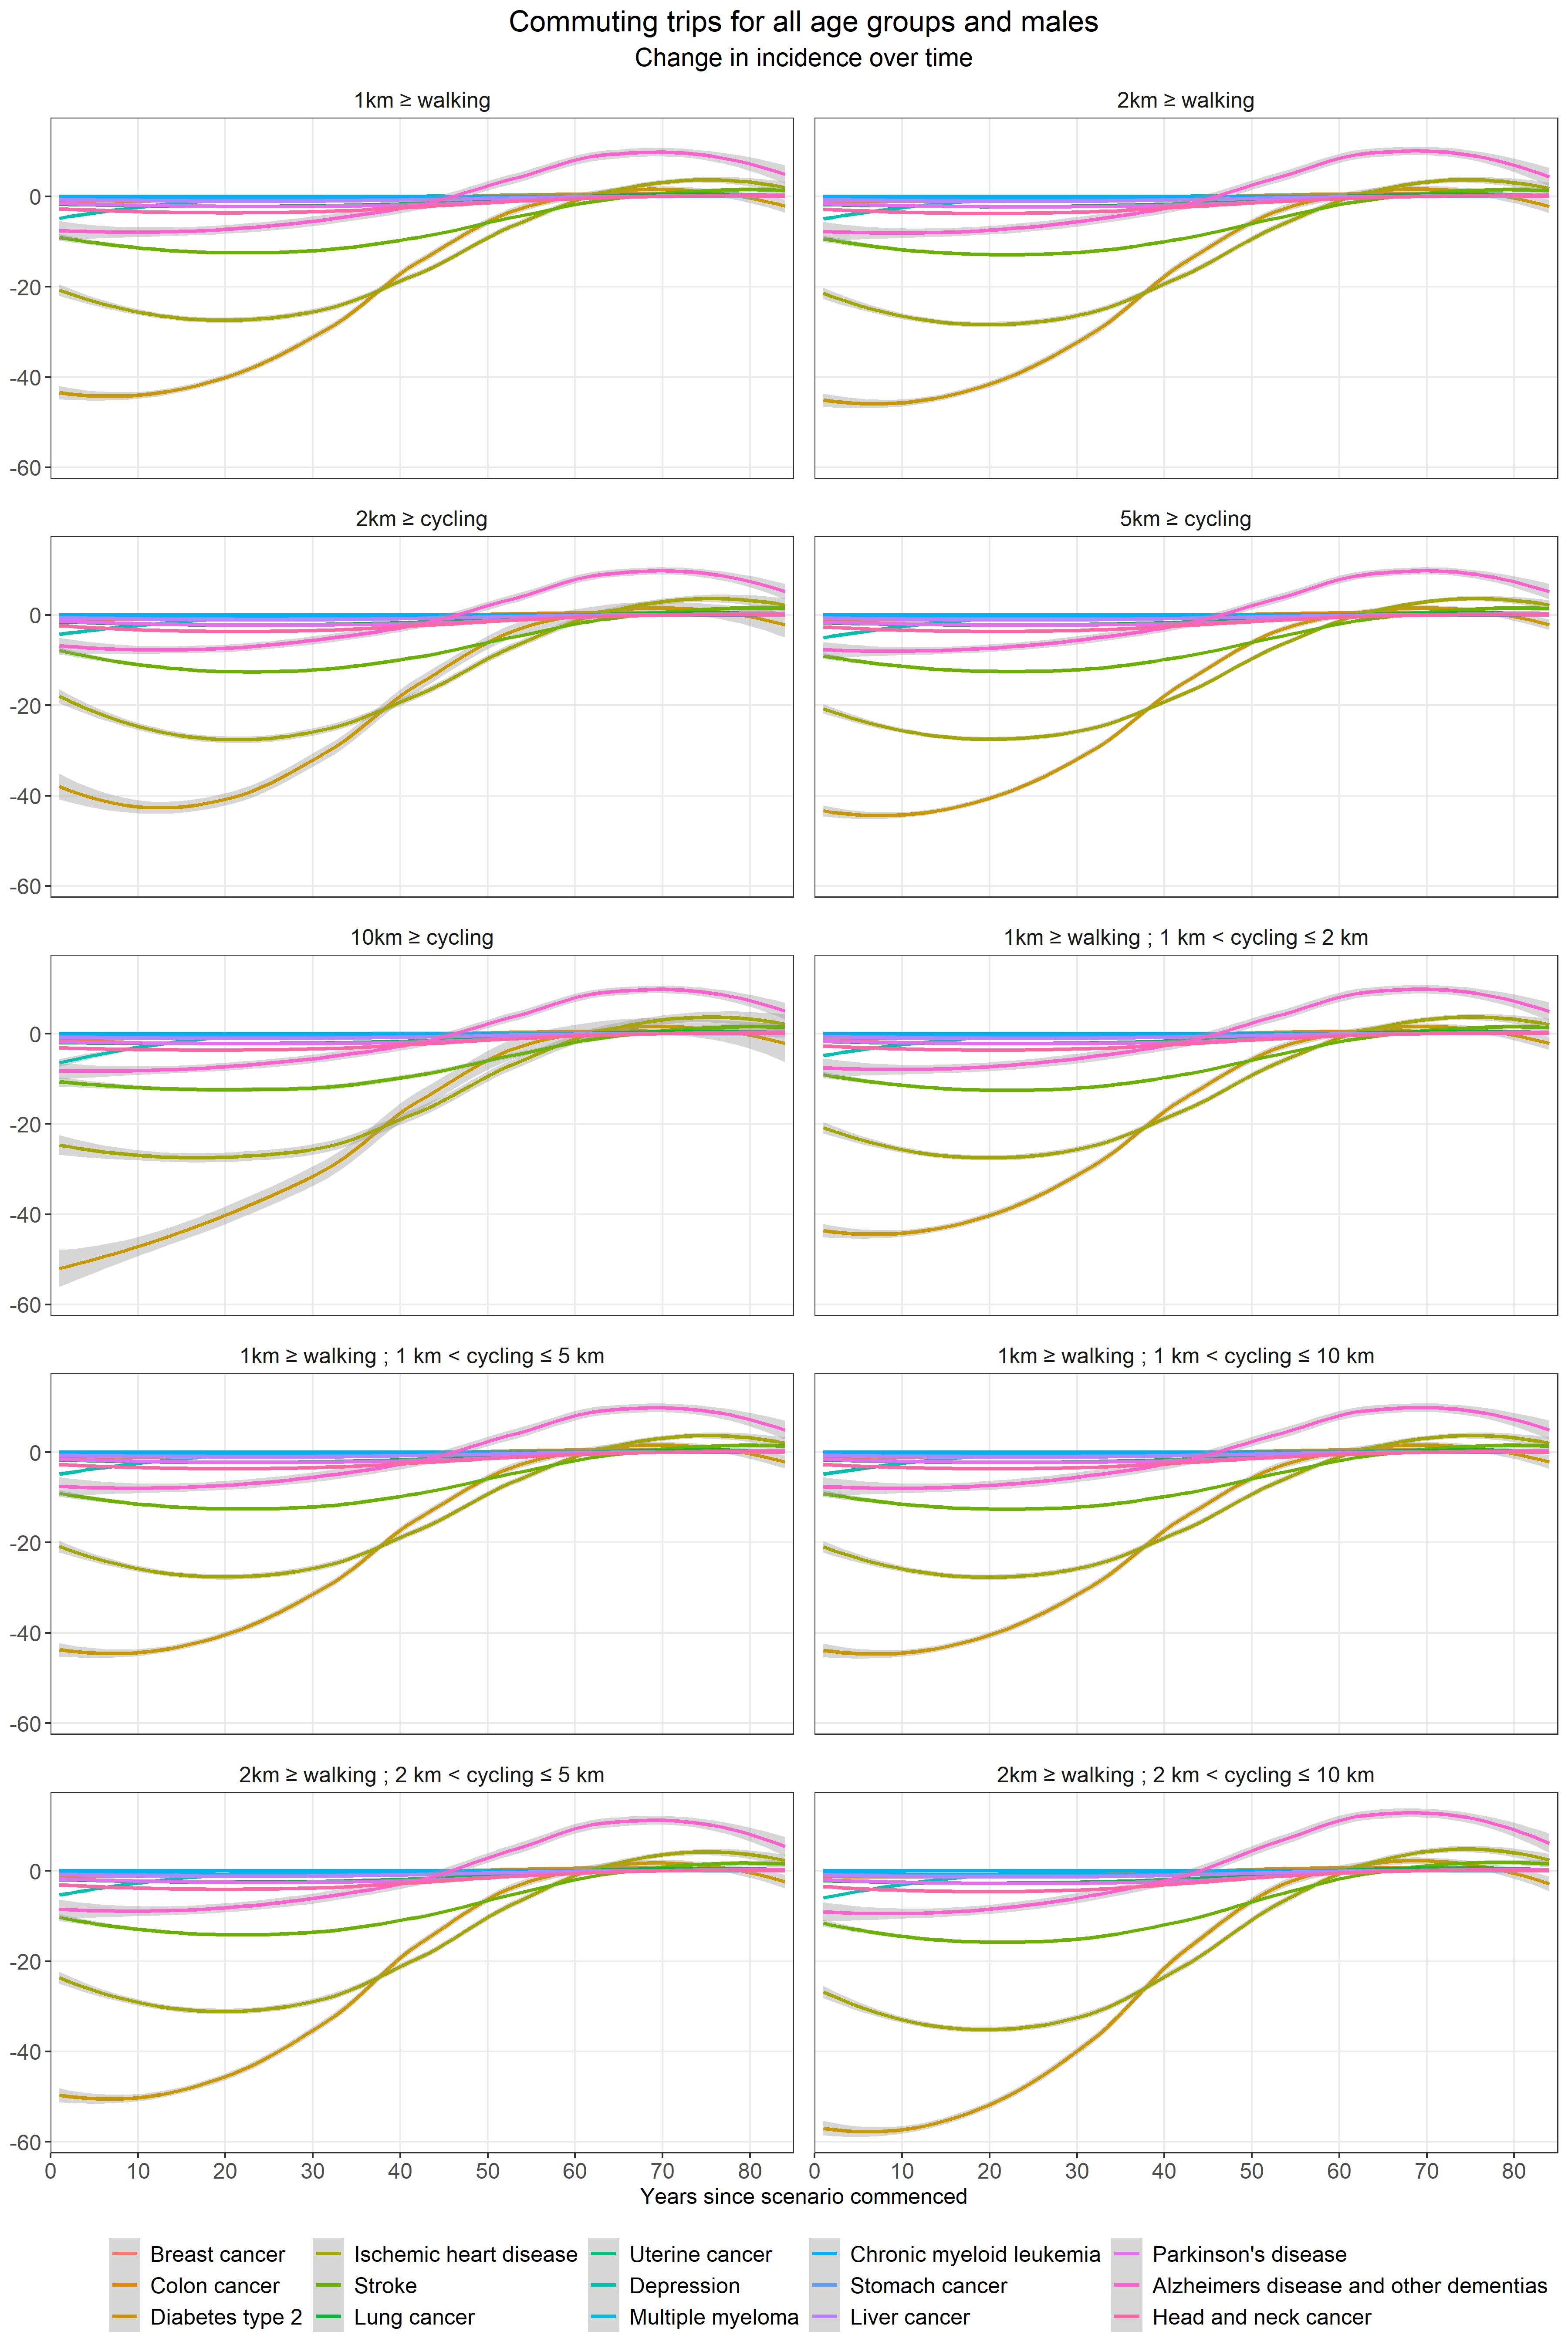 Commuting trips for all age groups and males
Change in incidence over time
1km ≥ walking
2km ≥ walking
0
-20
-40
-60
2km ≥ cycling
5km ≥ cycling
0
-20
-40
-60
10km ≥ cycling
1km ≥ walking ; 1 km < cycling ≤ 2 km
0
-20
-40
-60
1km ≥ walking ; 1 km < cycling ≤ 5 km
1km ≥ walking ; 1 km < cycling ≤ 10 km
0
-20
-40
-60
2km ≥ walking ; 2 km < cycling ≤ 5 km
2km ≥ walking ; 2 km < cycling ≤ 10 km
0
-20
-40
-60
0 10 20 30 40 50 60 70 80
0 10 20 30 40 50 60 70 80
Years since scenario commenced
Breast cancer
Colon cancer
Diabetes type 2
Ischemic heart disease
Stroke
Lung cancer
Uterine cancer
Depression
Multiple myeloma
Chronic myeloid leukemia
Stomach cancer
Liver cancer
Parkinson's disease
Alzheimers disease and other dementias
Head and neck cancer